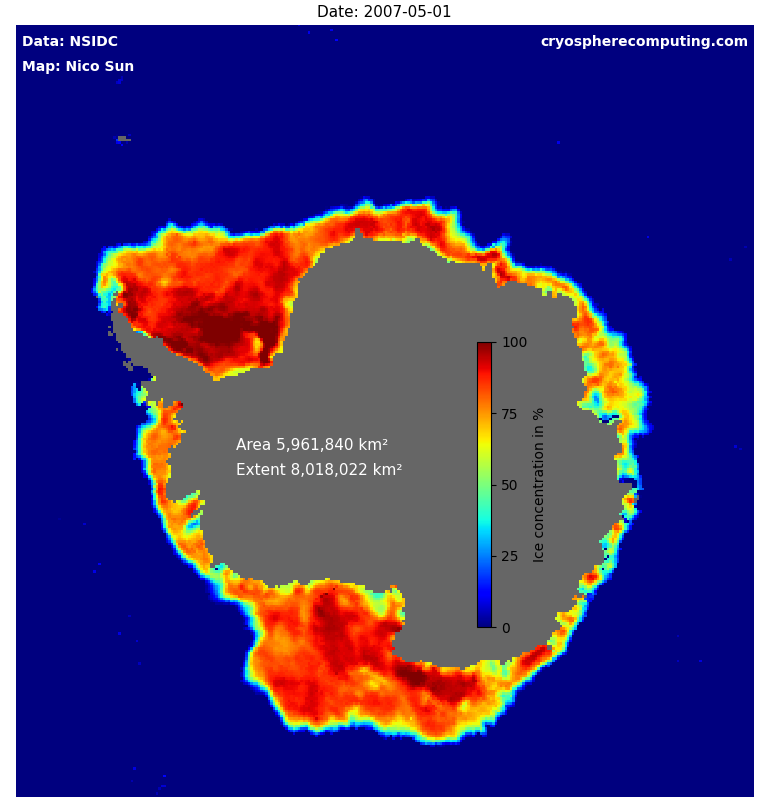 Date: 2007-05-01
Data: NSIDC
cryospherecomputing.com
Map: Nico Sun
100
75
50
25
0
Ice concentration in %
Area 5,961,840 km²
Extent 8,018,022 km²